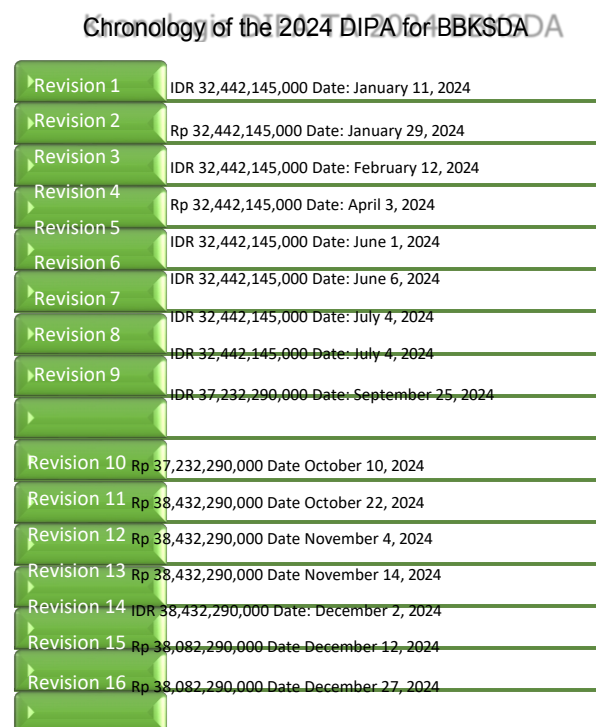 Chronology of the 2024 DIPA for BBKSDA
Revision 1 IDR 32,442,145,000 Date: January 11, 2024
Revision 2 Rp 32,442,145,000 Date: January 29, 2024
Revision 3 IDR 32,442,145,000 Date: February 12, 2024
Revision 4 Rp 32,442,145,000 Date: April 3, 2024
Revision 5 IDR 32,442,145,000 Date: June 1, 2024
Revision 6 IDR 32,442,145,000 Date: June 6, 2024
Revision 7 IDR 32,442,145,000 Date: July 4, 2024
Revision 8 IDR 32,442,145,000 Date: July 4, 2024
Revision 9 IDR 37,232,290,000 Date: September 25, 2024
Revision 10 Rp 37,232,290,000 Date October 10, 2024
Revision 11 Rp 38,432,290,000 Date October 22, 2024
Revision 12 Rp 38,432,290,000 Date November 4, 2024
Revision 13 Rp 38,432,290,000 Date November 14, 2024
Revision 14 IDR 38,432,290,000 Date: December 2, 2024
Revision 15 Rp 38,082,290,000 Date December 12, 2024
Revision 16 Rp 38,082,290,000 Date December 27, 2024